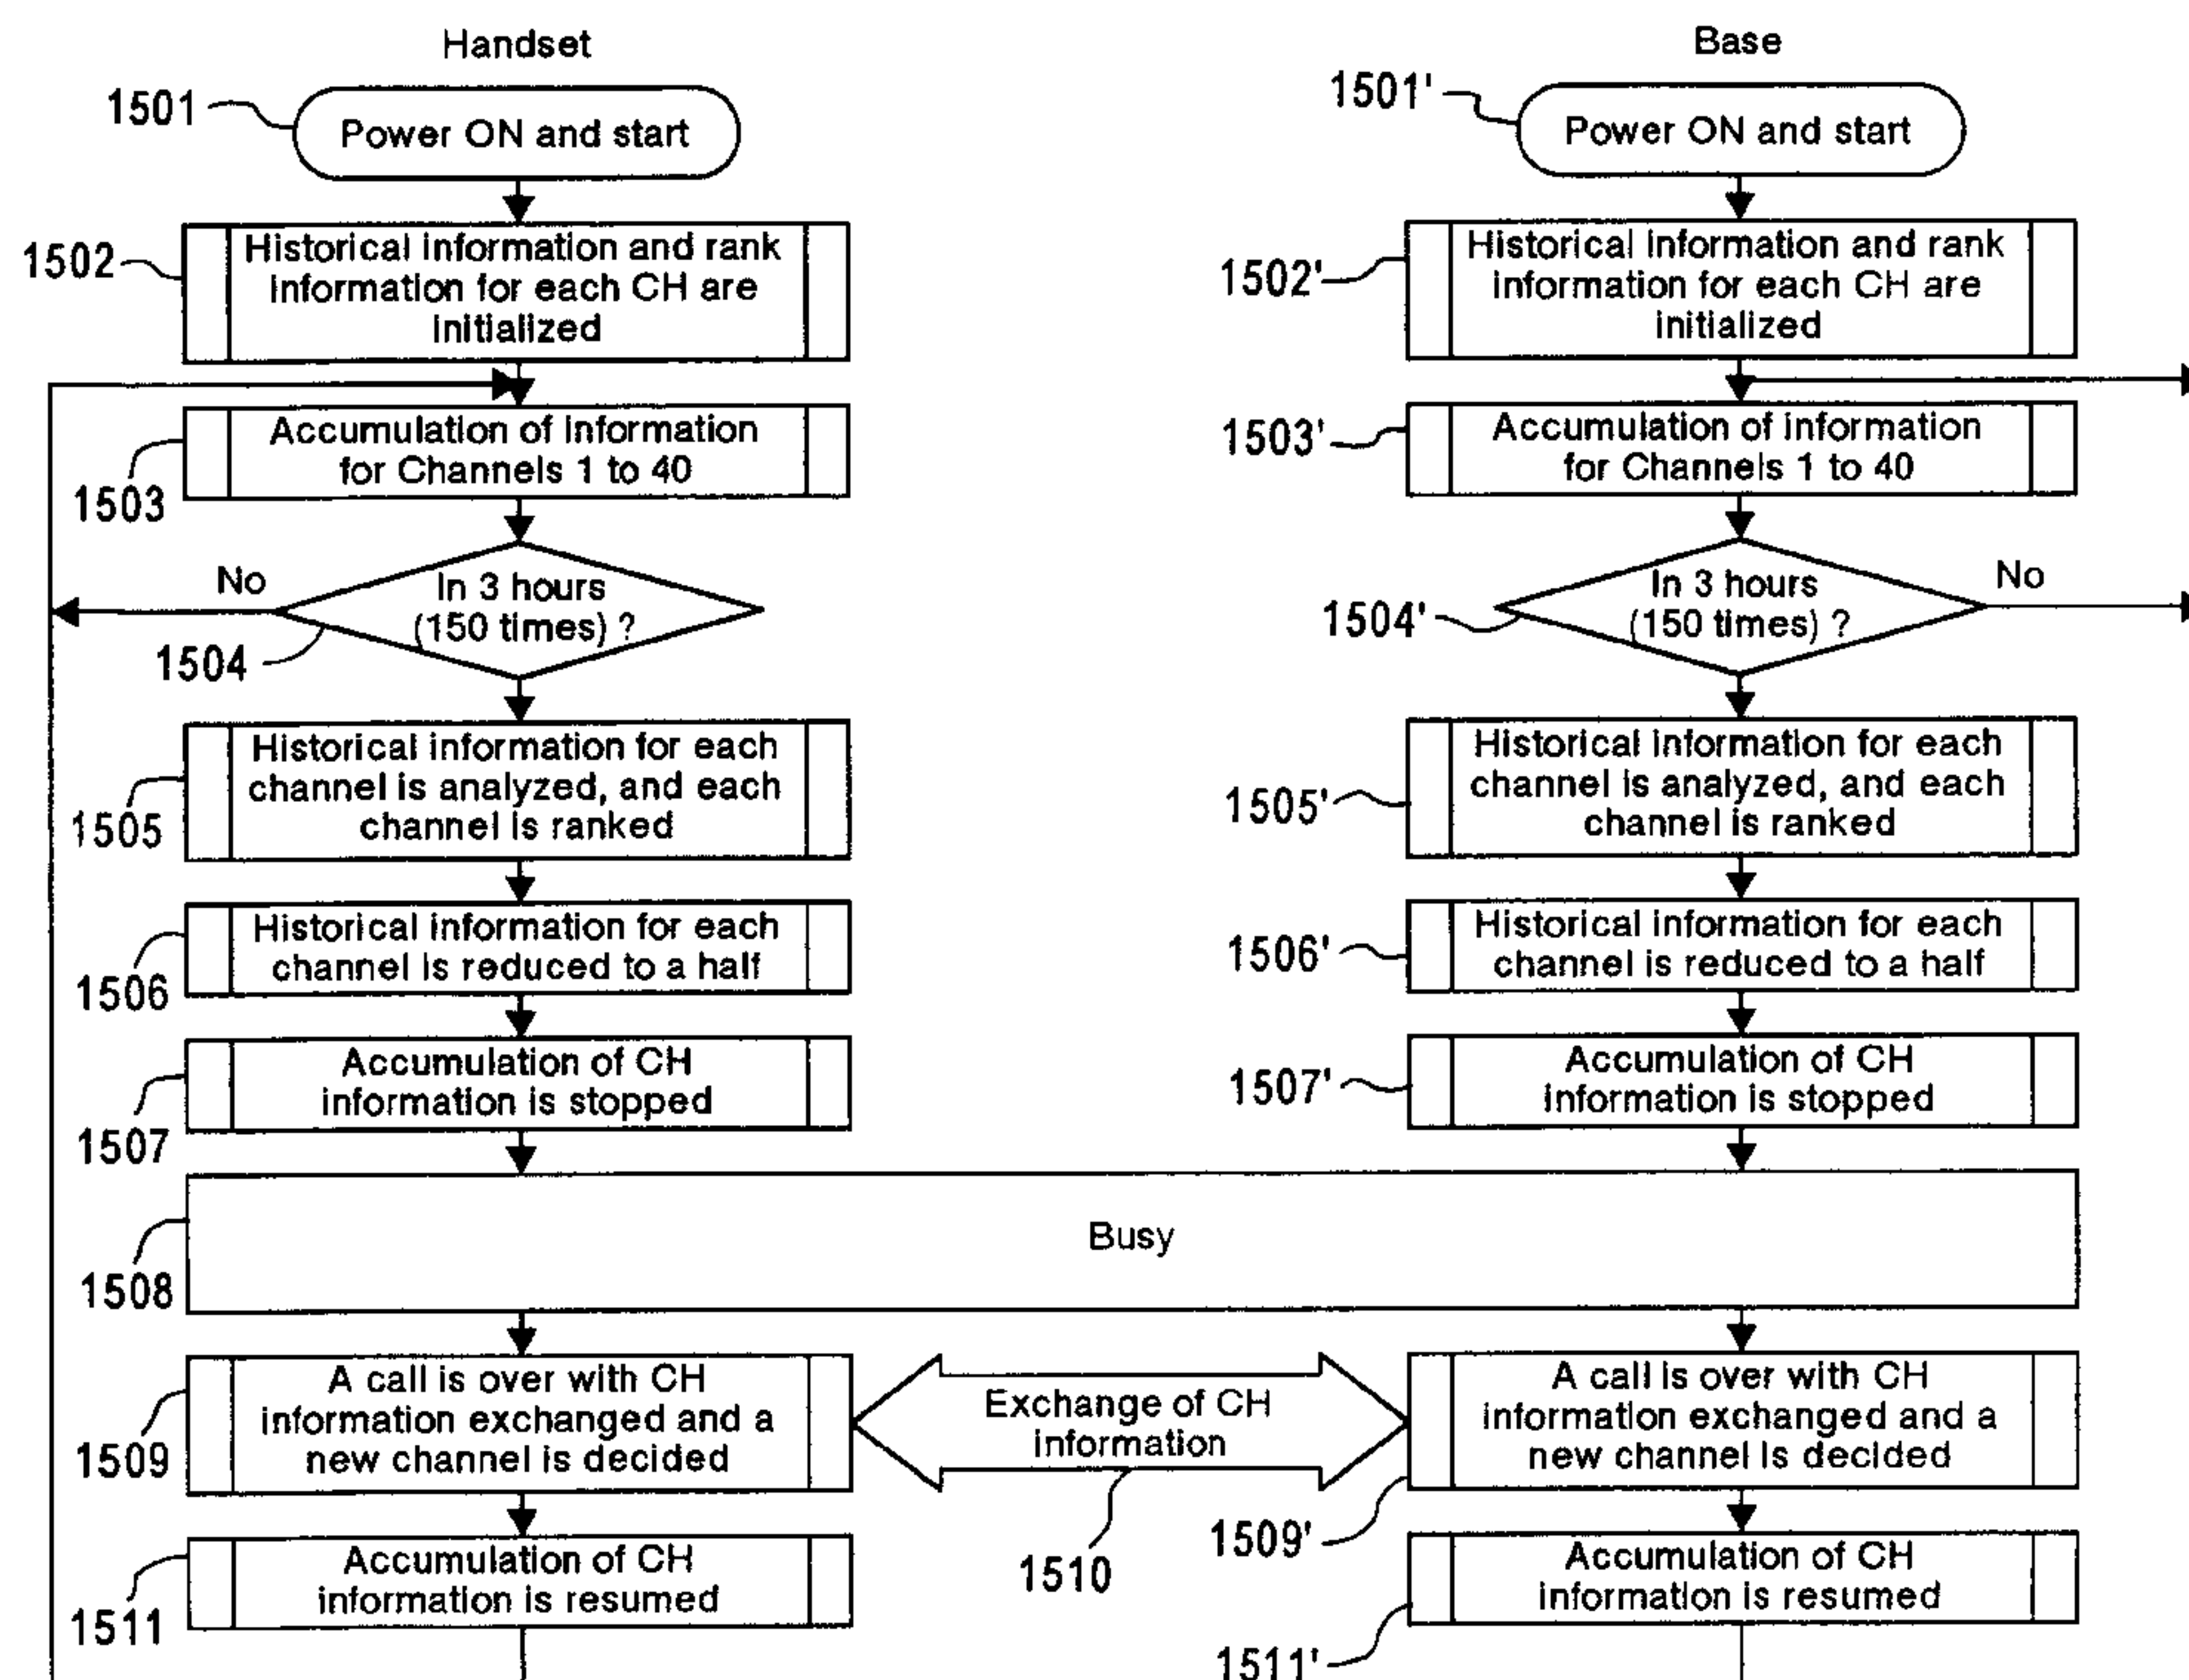 Handset
1501
Power ON and start
1502
Historical information and rank
information for each CH are
initialized
1503
Accumulation of information
for Channels 1 to 40
No
In 3 hours
(150 times) ?
1504
1505
Historical information for each
channel is analyzed, and each
channel is ranked
1506
Historical information for each
channel is reduced to a half
1507
Accumulation of CH
information is stopped
Base
1501'
Power ON and start
1502'
Historical information and rank
information for each CH are
initialized
1503'
Accumulation of information
for Channels 1 to 40
No
In 3 hours
(150 times) ?
1504'
1505'
Historical information for each
channel is analyzed, and each
channel is ranked
1506'
Historical information for each
channel is reduced to a half
1507'
Accumulation of CH
information is stopped
1508
Busy
1509
A call is over with CH
information exchanged and a
new channel is decided
Exchange of CH
information
1510
1509'
A call is over with CH
information exchanged and a
new channel is decided
1511
Accumulation of CH
information is resumed
1511'
Accumulation of CH
information is resumed